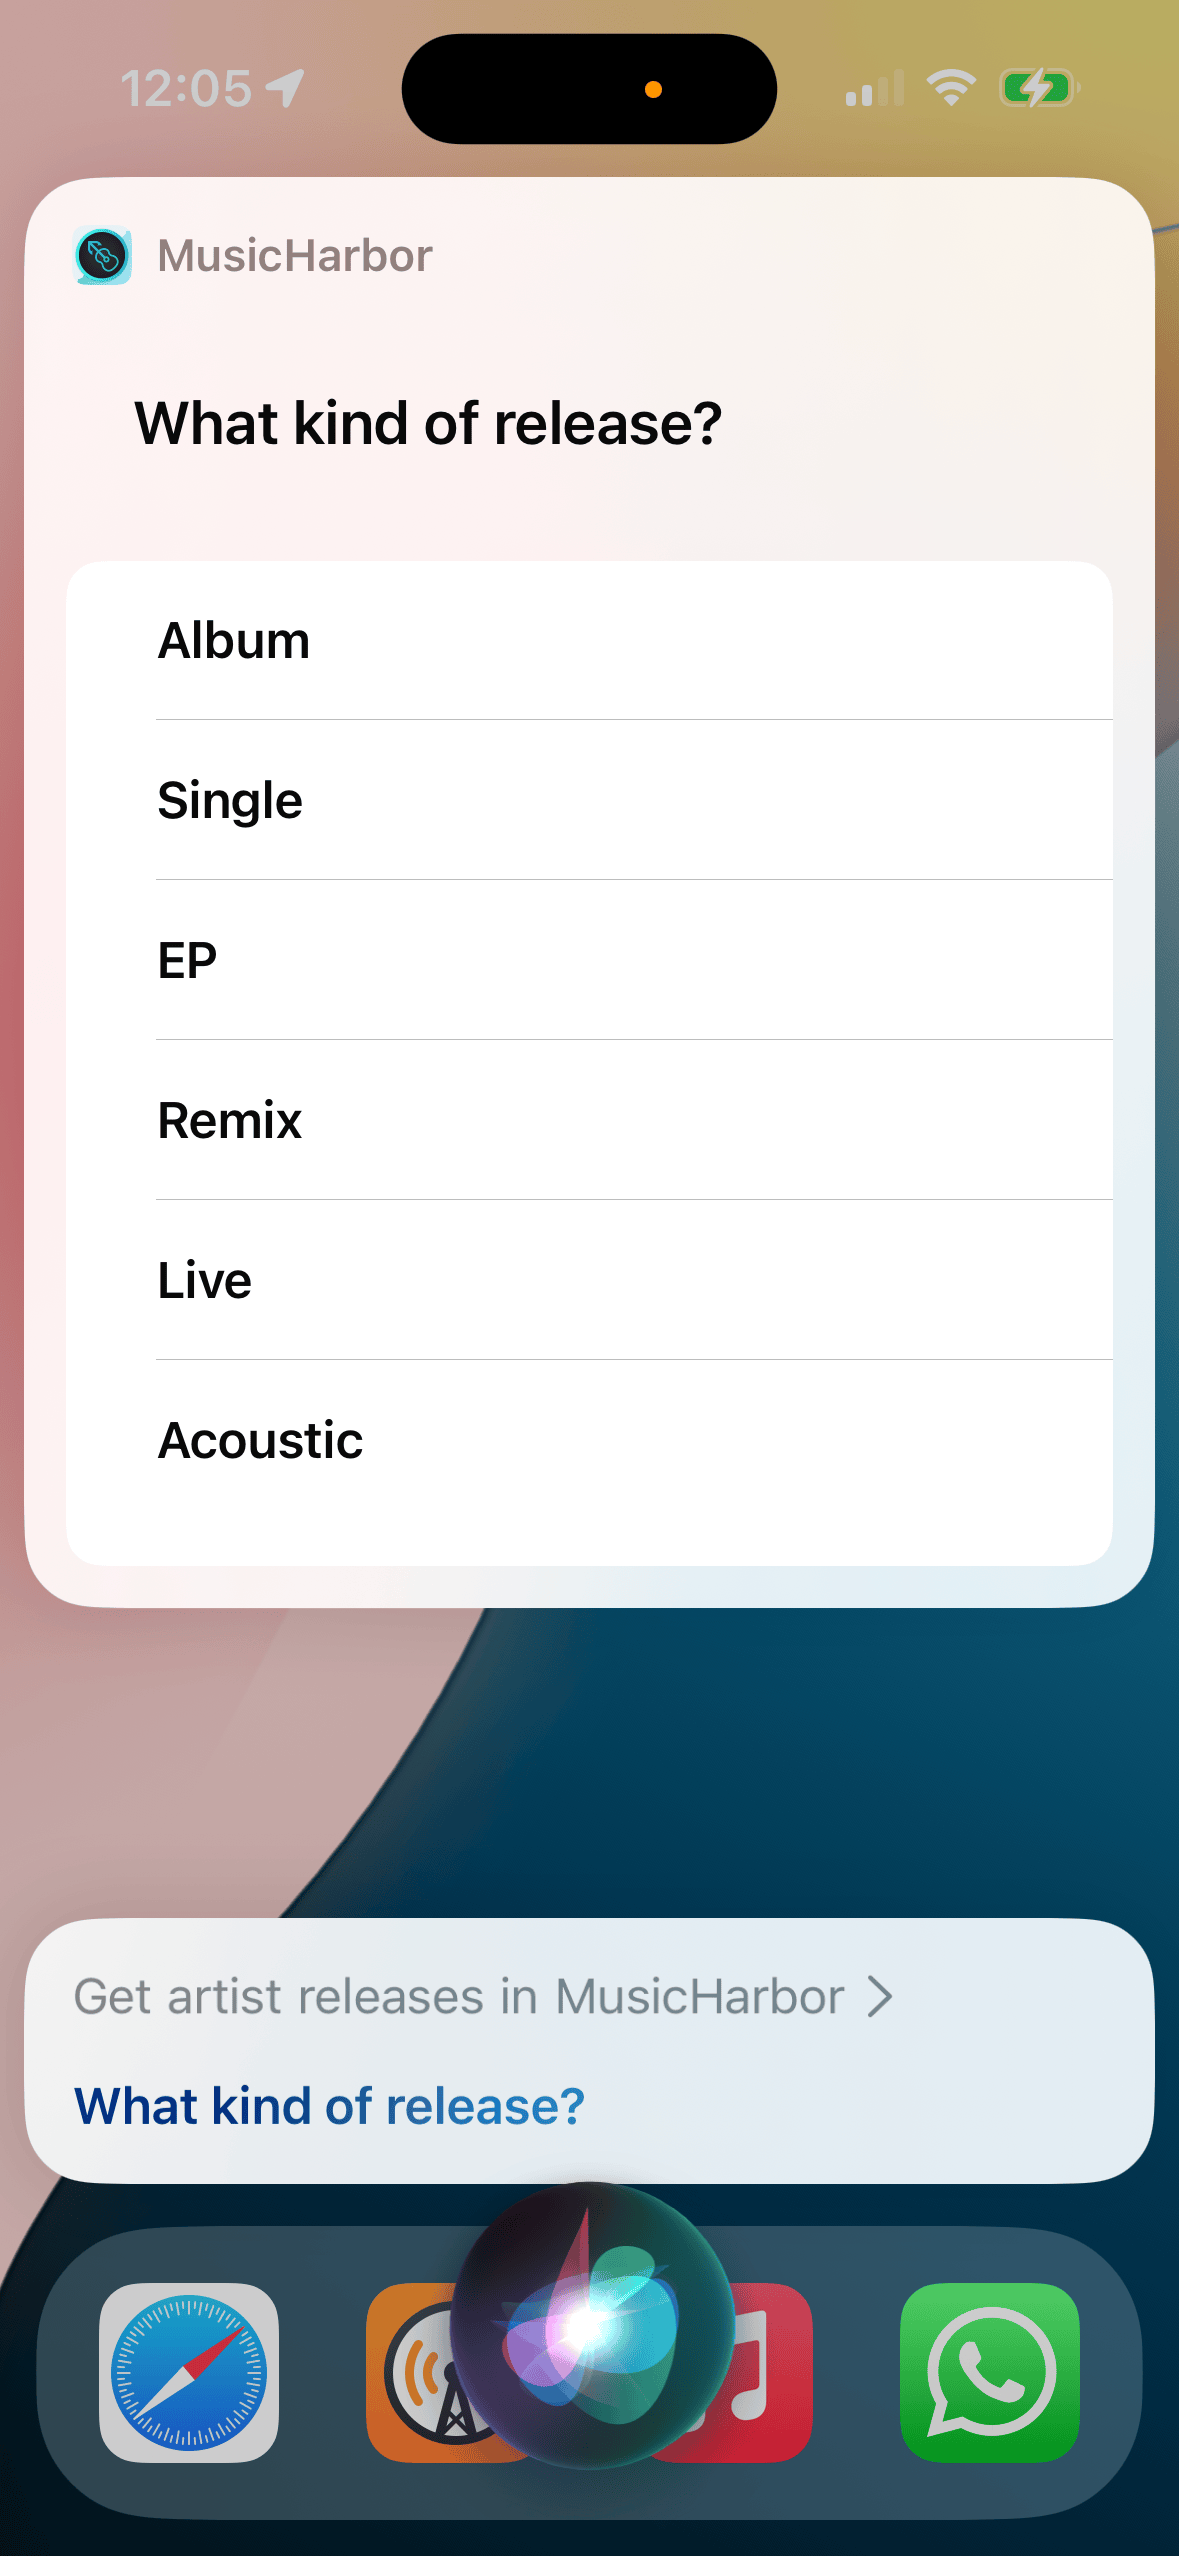 12:05
MusicHarbor
What kind of release?
Album
Single
EP
Remix
Live
Acoustic
Get artist releases in MusicHarbor
What kind of release?